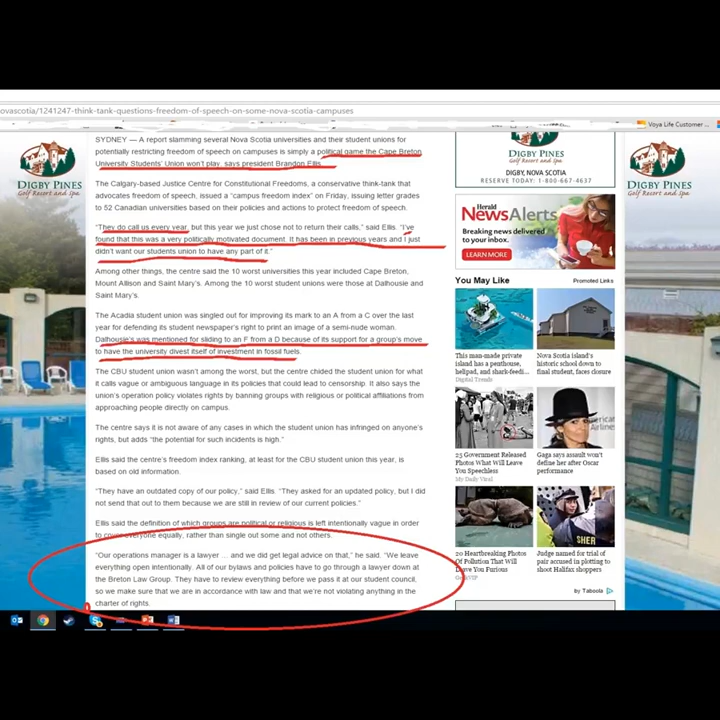 ovascotia/1241247-think-tank-questions-freedom-of-speech-on-some-nova-scotia-campuses
Voya Life Customer ...
DIGBY PINES
Golf Resort and Spa
SYDNEY — A report slamming several Nova Scotia universities and their student unions for
potentially restricting freedom of speech on campuses is simply a political game the Cape Breton
University Students' Union won't play, says president Brandon Ellis.
The Calgary-based Justice Centre for Constitutional Freedoms, a conservative think-tank that
advocates freedom of speech, issued a "campus freedom index" on Friday, issuing letter grades
to 52 Canadian universities based on their policies and actions to protect freedom of speech.
"They do call us every year, but this year we just chose not to return their calls," said Ellis. "I've
found that this was a very politically motivated document. It has been in previous years and I just
didn't want our students union to have any part of it."
Among other things, the centre said the 10 worst universities this year included Cape Breton,
Mount Allison and Saint Mary's. Among the 10 worst student unions were those at Dalhousie and
Saint Mary's.
The Acadia student union was singled out for improving its mark to an A from a C over the last
year for defending its student newspaper's right to print an image of a semi-nude woman.
Dalhousie's was mentioned for sliding to an F from a D because of its support for a group's move
to have the university divest itself of investment in fossil fuels.
The CBU student union wasn't among the worst, but the centre chided the student union for what
it calls vague or ambiguous language in its policies that could lead to censorship. It also says the
union's operation policy violates rights by banning groups with religious or political affiliations from
approaching people directly on campus.
The centre says it is not aware of any cases in which the student union has infringed on anyone's
rights, but adds "the potential for such incidents is high."
Ellis said the centre's freedom index ranking, at least for the CBU student union this year, is
based on old information.
"They have an outdated copy of our policy," said Ellis. "They asked for an updated policy, but I did
not send that out to them because we are still in review of our current policies."
Ellis said the definition of which groups are political or religious is left intentionally vague in order
to cover everyone equally, rather than single out some and not others.
"Our operations manager is a lawyer ... and we did get legal advice on that," he said. "We leave
everything open intentionally. All of our bylaws and policies have to go through a lawyer down at
the Breton Law Group. They have to review everything before we pass it at our student council,
so we make sure that we are in accordance with law and that we're not violating anything in the
charter of rights.
DIGBY PINES
Golf Resort and Spa
DIGBY, NOVA SCOTIA
RESERVE TODAY: 1-800-667-4637
Herald
NewsAlerts
Breaking news delivered
to your inbox.
LEARN MORE
You May Like
Promoted Links
This man-made private
island has a penthouse,
helipad, and shark-feedi...
Digital Trends
Nova Scotia island's
historic school down to
final student, faces closure
25 Government Released
Photos What Will Leave
You Speechless
My Daily Viral
Gaga says assault won't
define her after Oscar
performance
20 Heartbreaking Photos
Of Pollution That Will
Leave You Furious
Judge named for trial of
pair accused in plotting to
shoot Halifax shoppers
by Taboola
DIGBY PINES
Golf Resort and Spa